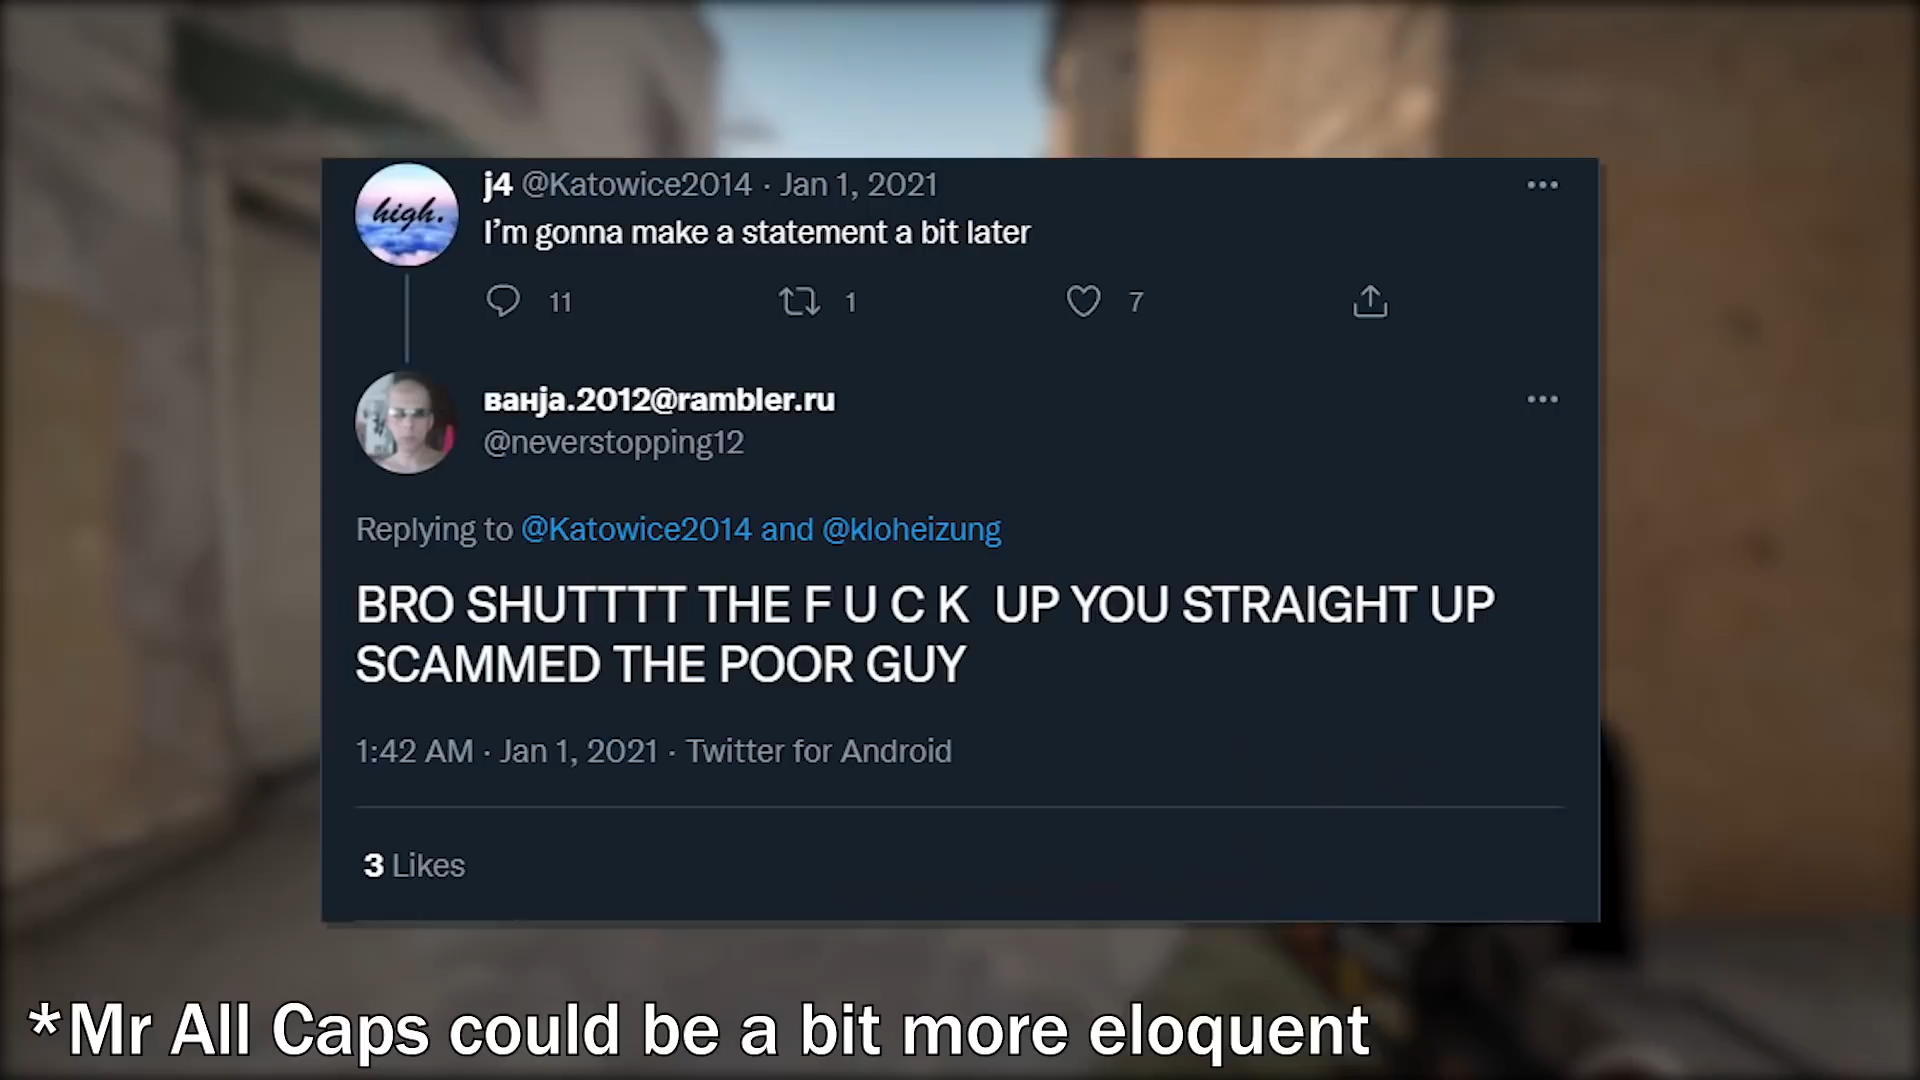 high.
j4 @Katowice2014 · Jan 1, 2021
I’m gonna make a statement a bit later
11 1 7
ванја.2012@rambler.ru
@neverstopping12
Replying to @Katowice2014 and @kloheizung
BRO SHUTTTT THE F U C K  UP YOU STRAIGHT UP
SCAMMED THE POOR GUY
1:42 AM · Jan 1, 2021 · Twitter for Android
3 Likes
*Mr All Caps could be a bit more eloquent